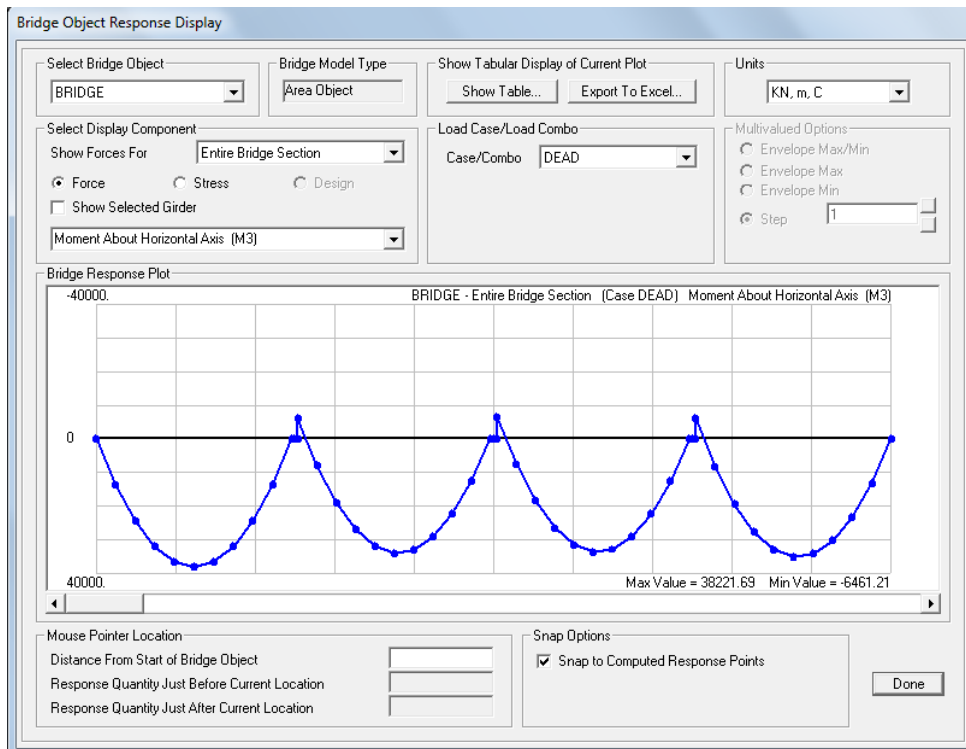 Bridge Object Response Display
Select Bridge Object
BRIDGE
Bridge Model Type
Area Object
Show Tabular Display of Current Plot
Show Table...
Export To Excel...
Units
KN, m, C
Select Display Component
Show Forces For
Entire Bridge Section
Force
Stress
Design
Show Selected Girder
Moment About Horizontal Axis (M3)
Load Case/Load Combo
Case/Combo
DEAD
Multivalued Options
Envelope Max/Min
Envelope Max
Envelope Min
Step
1
Bridge Response Plot
-40000.
BRIDGE - Entire Bridge Section (Case DEAD) Moment About Horizontal Axis (M3)
0
40000.
Max Value = 38221.69 Min Value = -6461.21
Mouse Pointer Location
Distance From Start of Bridge Object
Response Quantity Just Before Current Location
Response Quantity Just After Current Location
Snap Options
Snap to Computed Response Points
Done